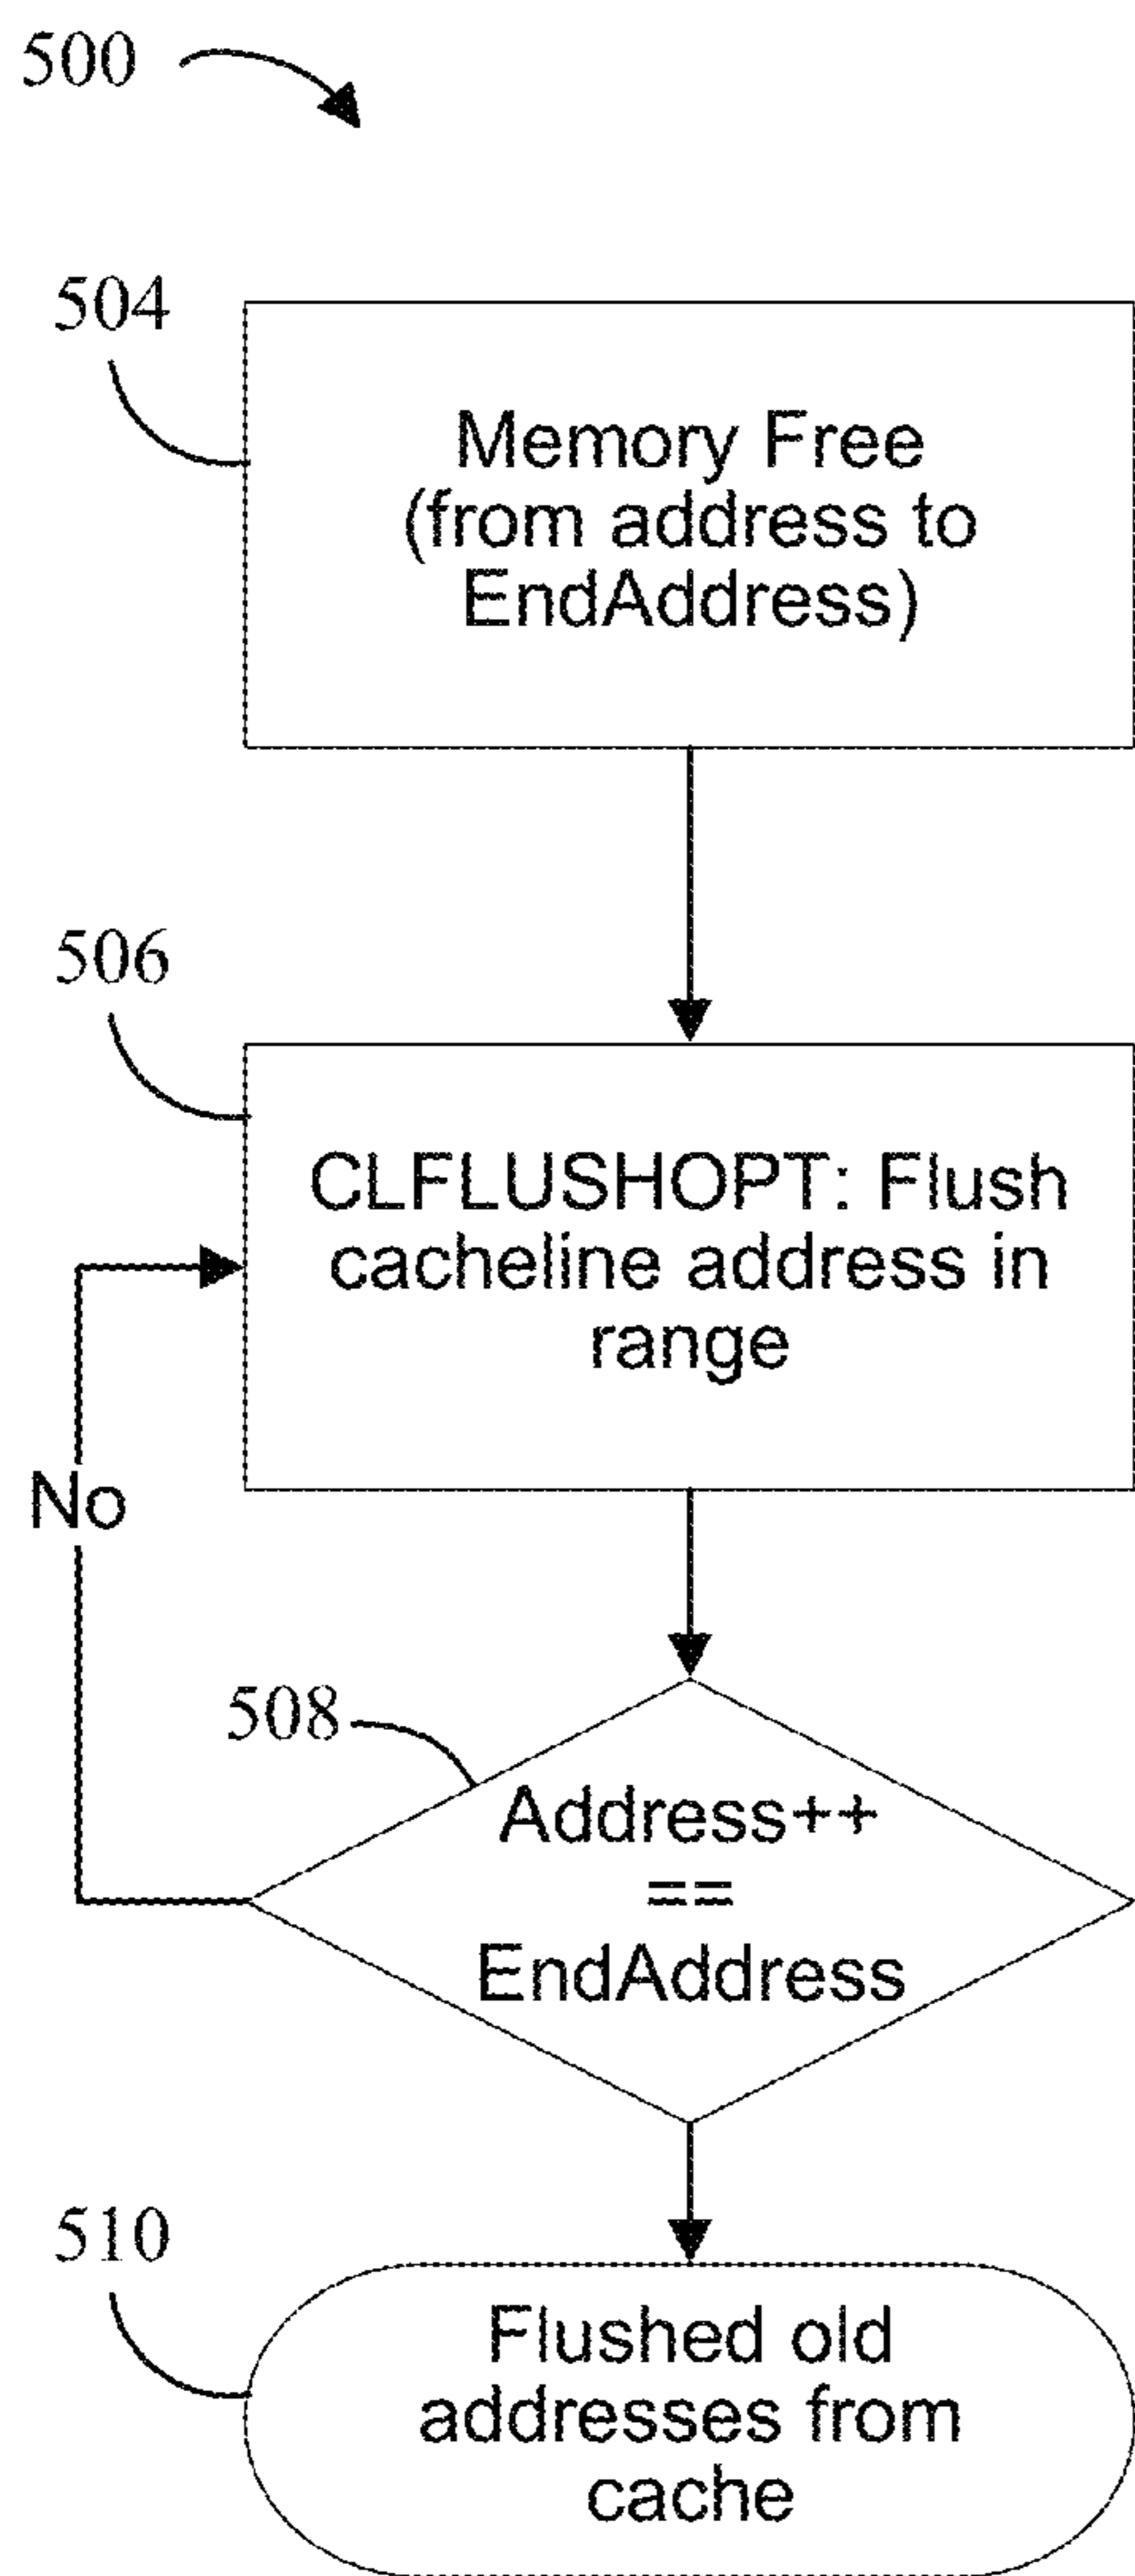 500
504
Memory Free
(from address to
EndAddress)
506
CLFLUSHOPT: Flush
cacheline address in
range
No
508
Address++
==
EndAddress
510
Flushed old
addresses from
cache